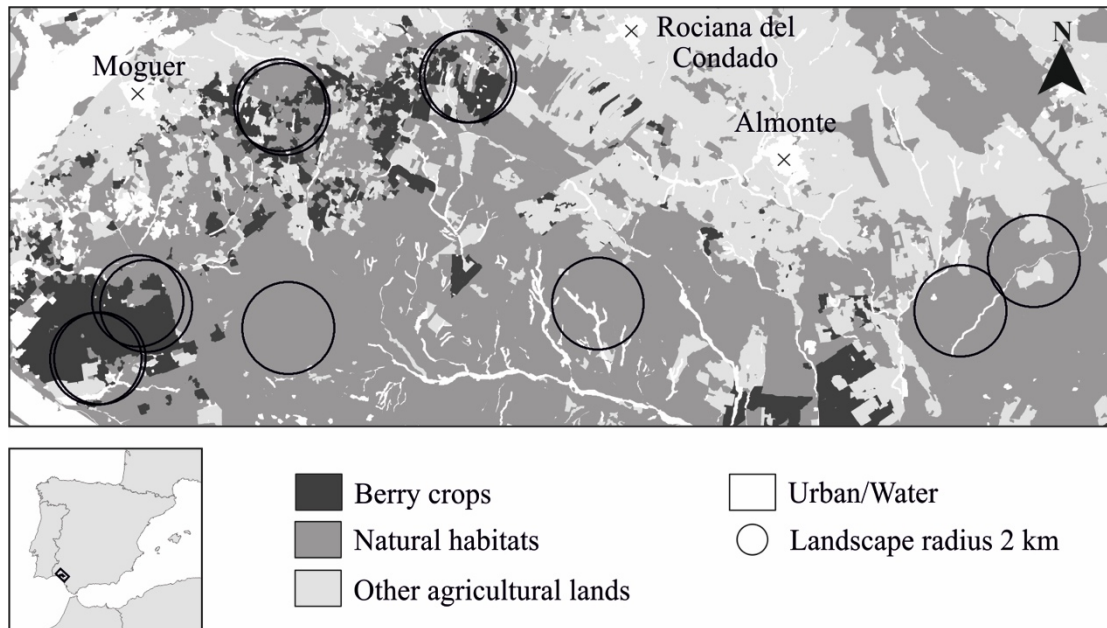 Moguer
Rociana del
Condado
N
Almonte
Berry crops
Natural habitats
Other agricultural lands
Urban/Water
Landscape radius 2 km